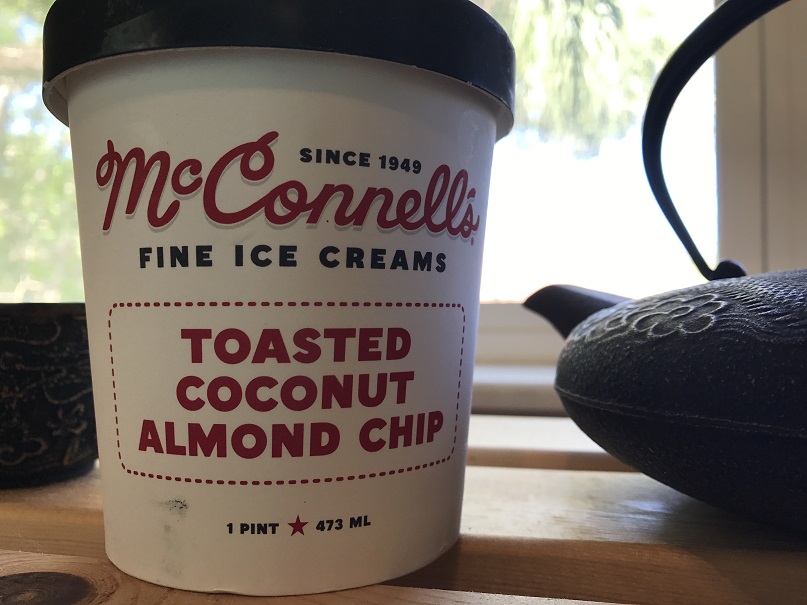 SINCE 1949
McConnell's
FINE ICE CREAMS
TOASTED
COCONUT
ALMOND CHIP
1 PINT ★ 473 ML